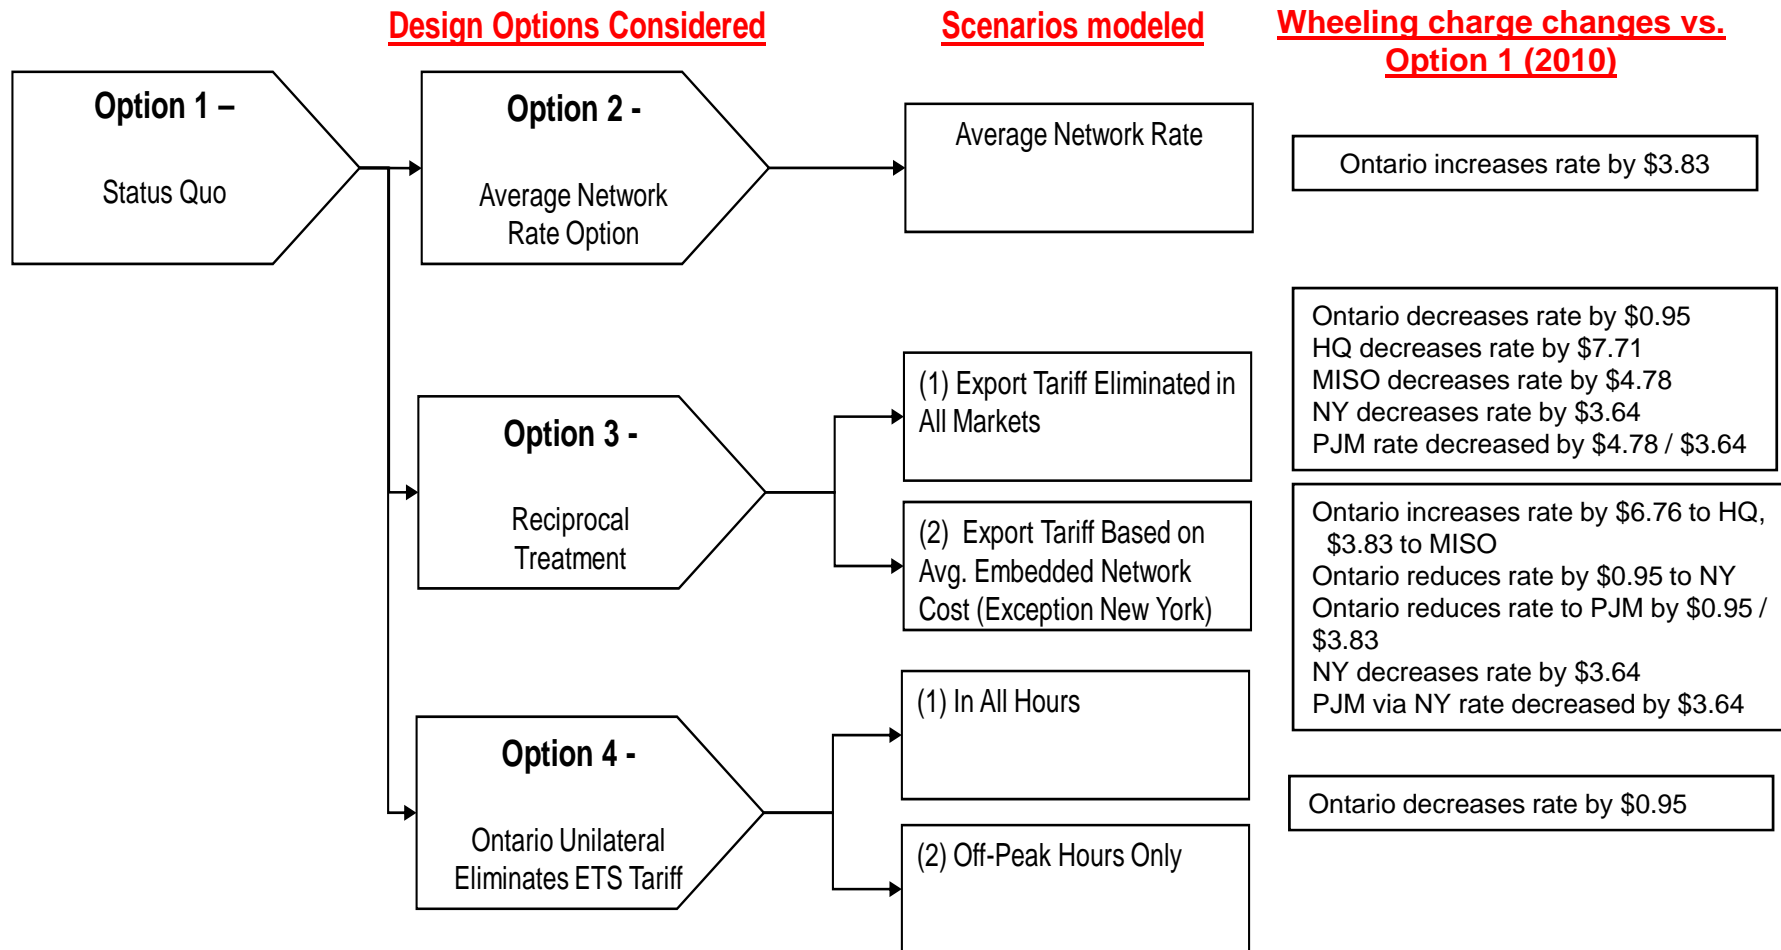 Design Options Considered
Scenarios modeled
Wheeling charge changes vs.
Option 1 (2010)
Option 1 –
Status Quo
Option 2 -
Average Network
Rate Option
Average Network Rate
Ontario increases rate by $3.83
Option 3 -
Reciprocal
Treatment
(1) Export Tariff Eliminated in
All Markets
Ontario decreases rate by $0.95
HQ decreases rate by $7.71
MISO decreases rate by $4.78
NY decreases rate by $3.64
PJM rate decreased by $4.78 / $3.64
(2) Export Tariff Based on
Avg. Embedded Network
Cost (Exception New York)
Ontario increases rate by $6.76 to HQ,
$3.83 to MISO
Ontario reduces rate by $0.95 to NY
Ontario reduces rate to PJM by $0.95 /
$3.83
NY decreases rate by $3.64
PJM via NY rate decreased by $3.64
Option 4 -
Ontario Unilateral
Eliminates ETS Tariff
(1) In All Hours
(2) Off-Peak Hours Only
Ontario decreases rate by $0.95